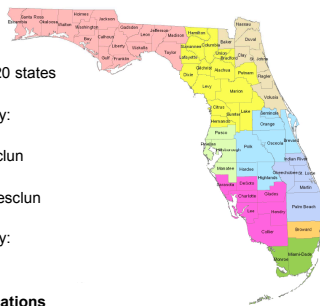 20 states
y:
clun
esclun
y:
ations
Santa Rosa
Escambia
Okaloosa
Walton
Holmes
Jackson
Washington
Bay
Calhoun
Gulf
Liberty
Franklin
Gadsden
Leon
Wakulla
Jefferson
Madison
Taylor
Hamilton
Suwannee
Columbia
Lafayette
Dixie
Gilchrist
Baker
Nassau
Duval
Union
Bradford
Clay
St. Johns
Alachua
Putnam
Flagler
Levy
Marion
Volusia
Citrus
Sumter
Lake
Hernando
Seminole
Orange
Pasco
Pinellas
Hillsborough
Polk
Osceola
Brevard
Indian River
Manatee
Hardee
Highlands
Okeechobee
St. Lucie
Sarasota
DeSoto
Martin
Charlotte
Glades
Lee
Hendry
Palm Beach
Collier
Broward
Monroe
Miami-Dade